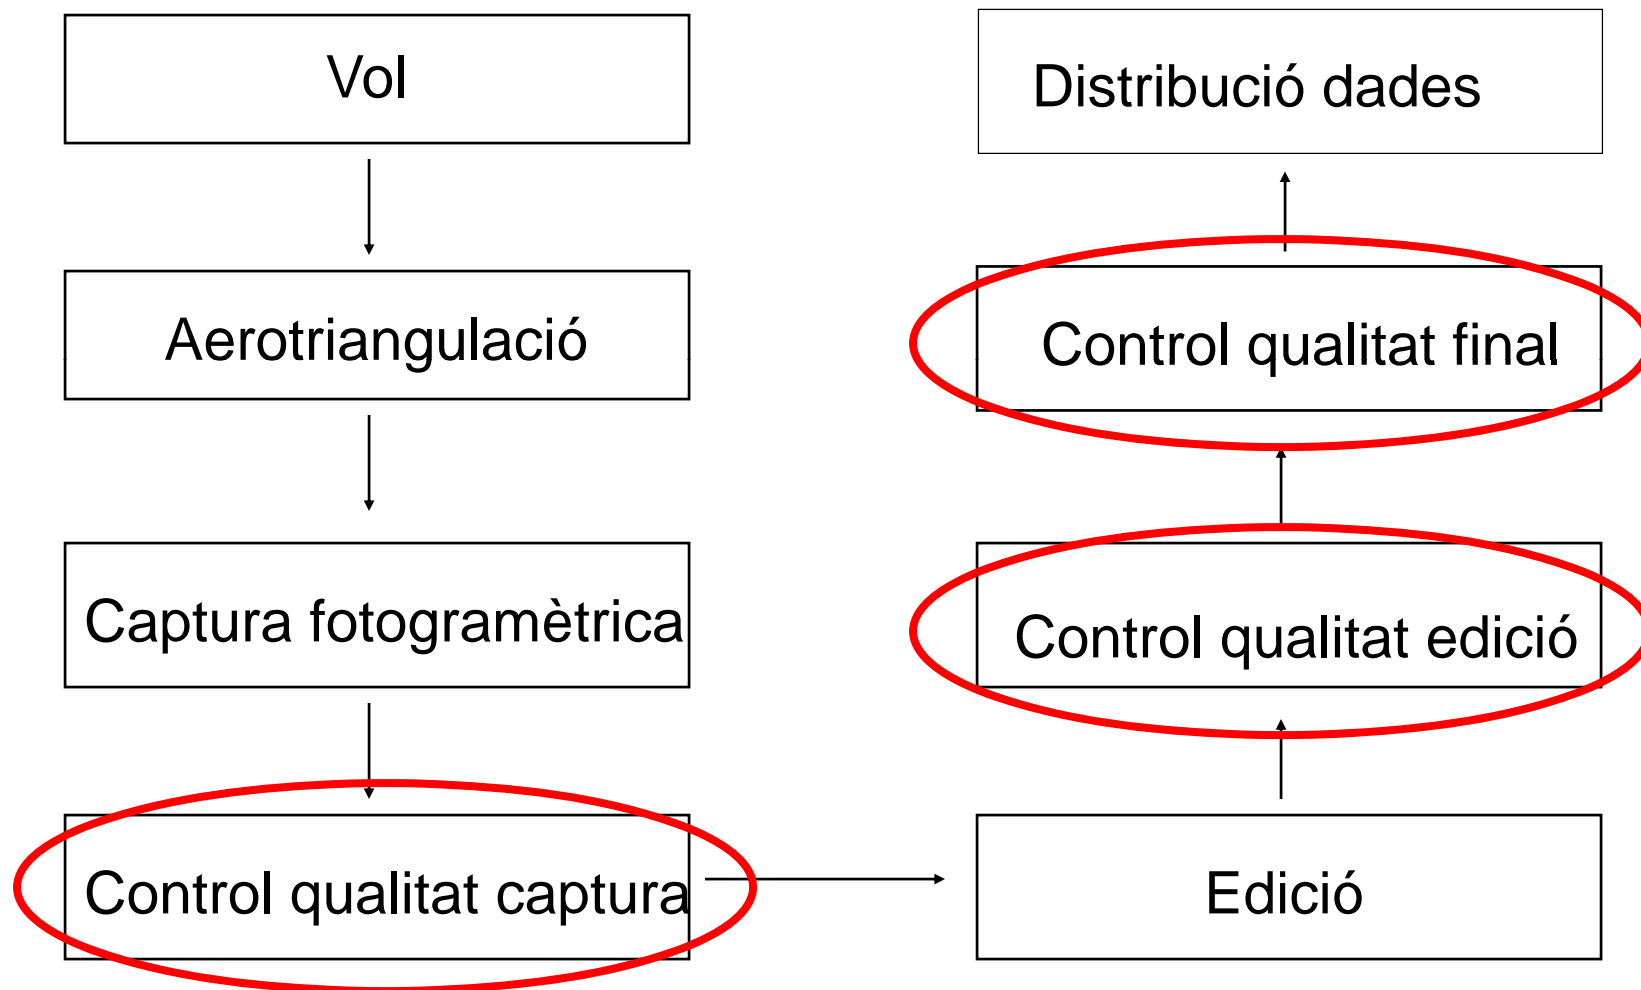 Vol
Aerotriangulació
Captura fotogramètrica
Control qualitat captura
Edició
Control qualitat edició
Control qualitat final
Distribució dades